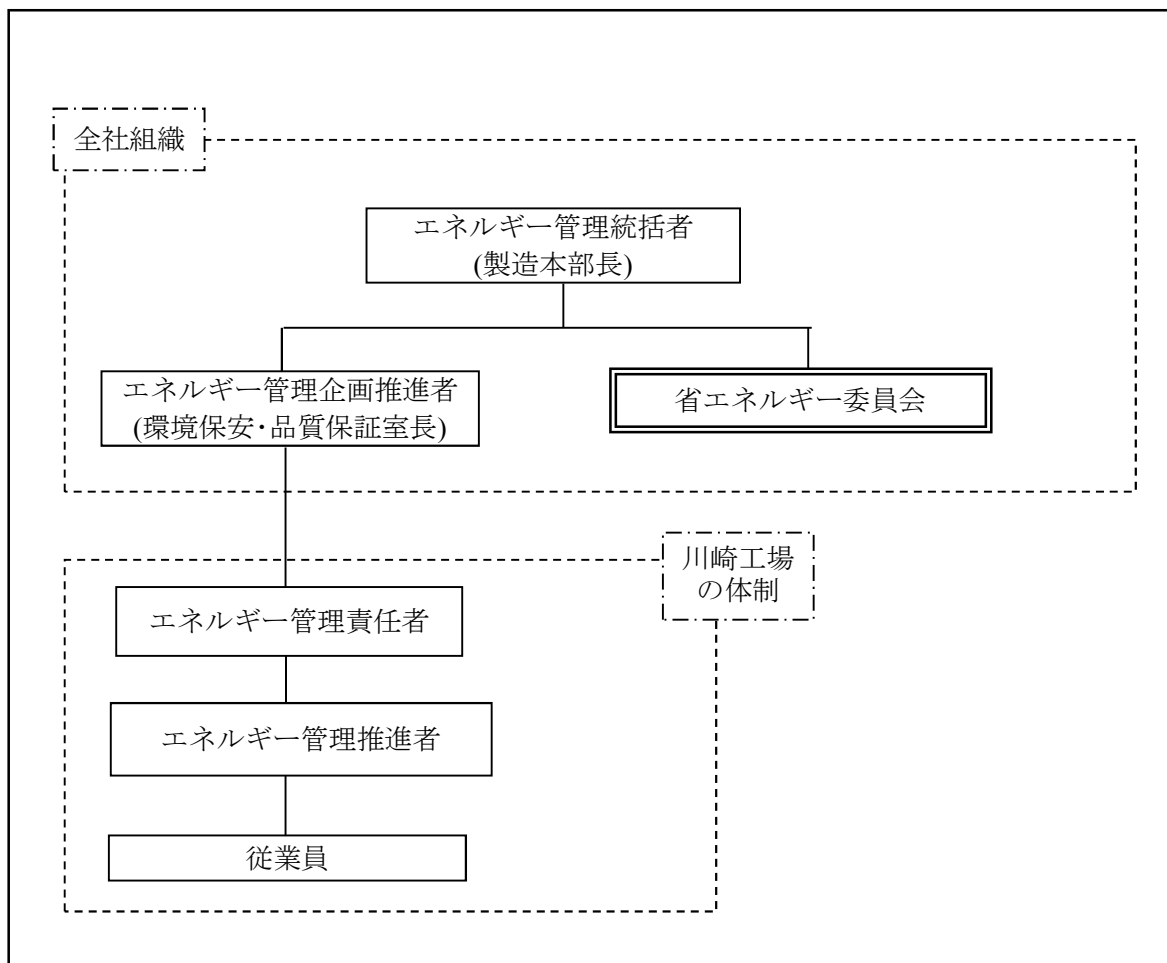 全社組織
エネルギー管理統括者
(製造本部長)
エネルギー管理企画推進者
(環境保安・品質保証室長)
省エネルギー委員会
川崎工場
の体制
エネルギー管理責任者
エネルギー管理推進者
従業員